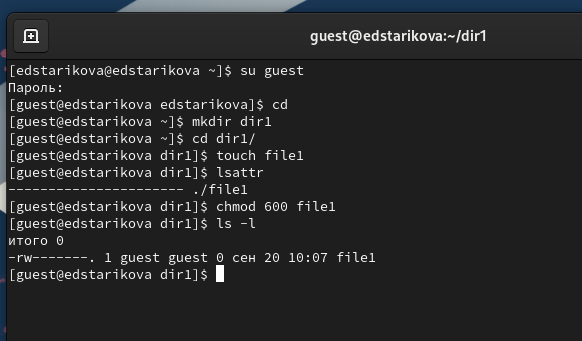 guest@edstarikova:~/dir1
[edstarikova@edstarikova ~]$ su guest
Пароль:
[guest@edstarikova edstarikova]$ cd
[guest@edstarikova ~]$ mkdir dir1
[guest@edstarikova ~]$ cd dir1/
[guest@edstarikova dir1]$ touch file1
[guest@edstarikova dir1]$ lsattr
---------------------- ./file1
[guest@edstarikova dir1]$ chmod 600 file1
[guest@edstarikova dir1]$ ls -l
итого 0
-rw-------. 1 guest guest 0 сен 20 10:07 file1
[guest@edstarikova dir1]$